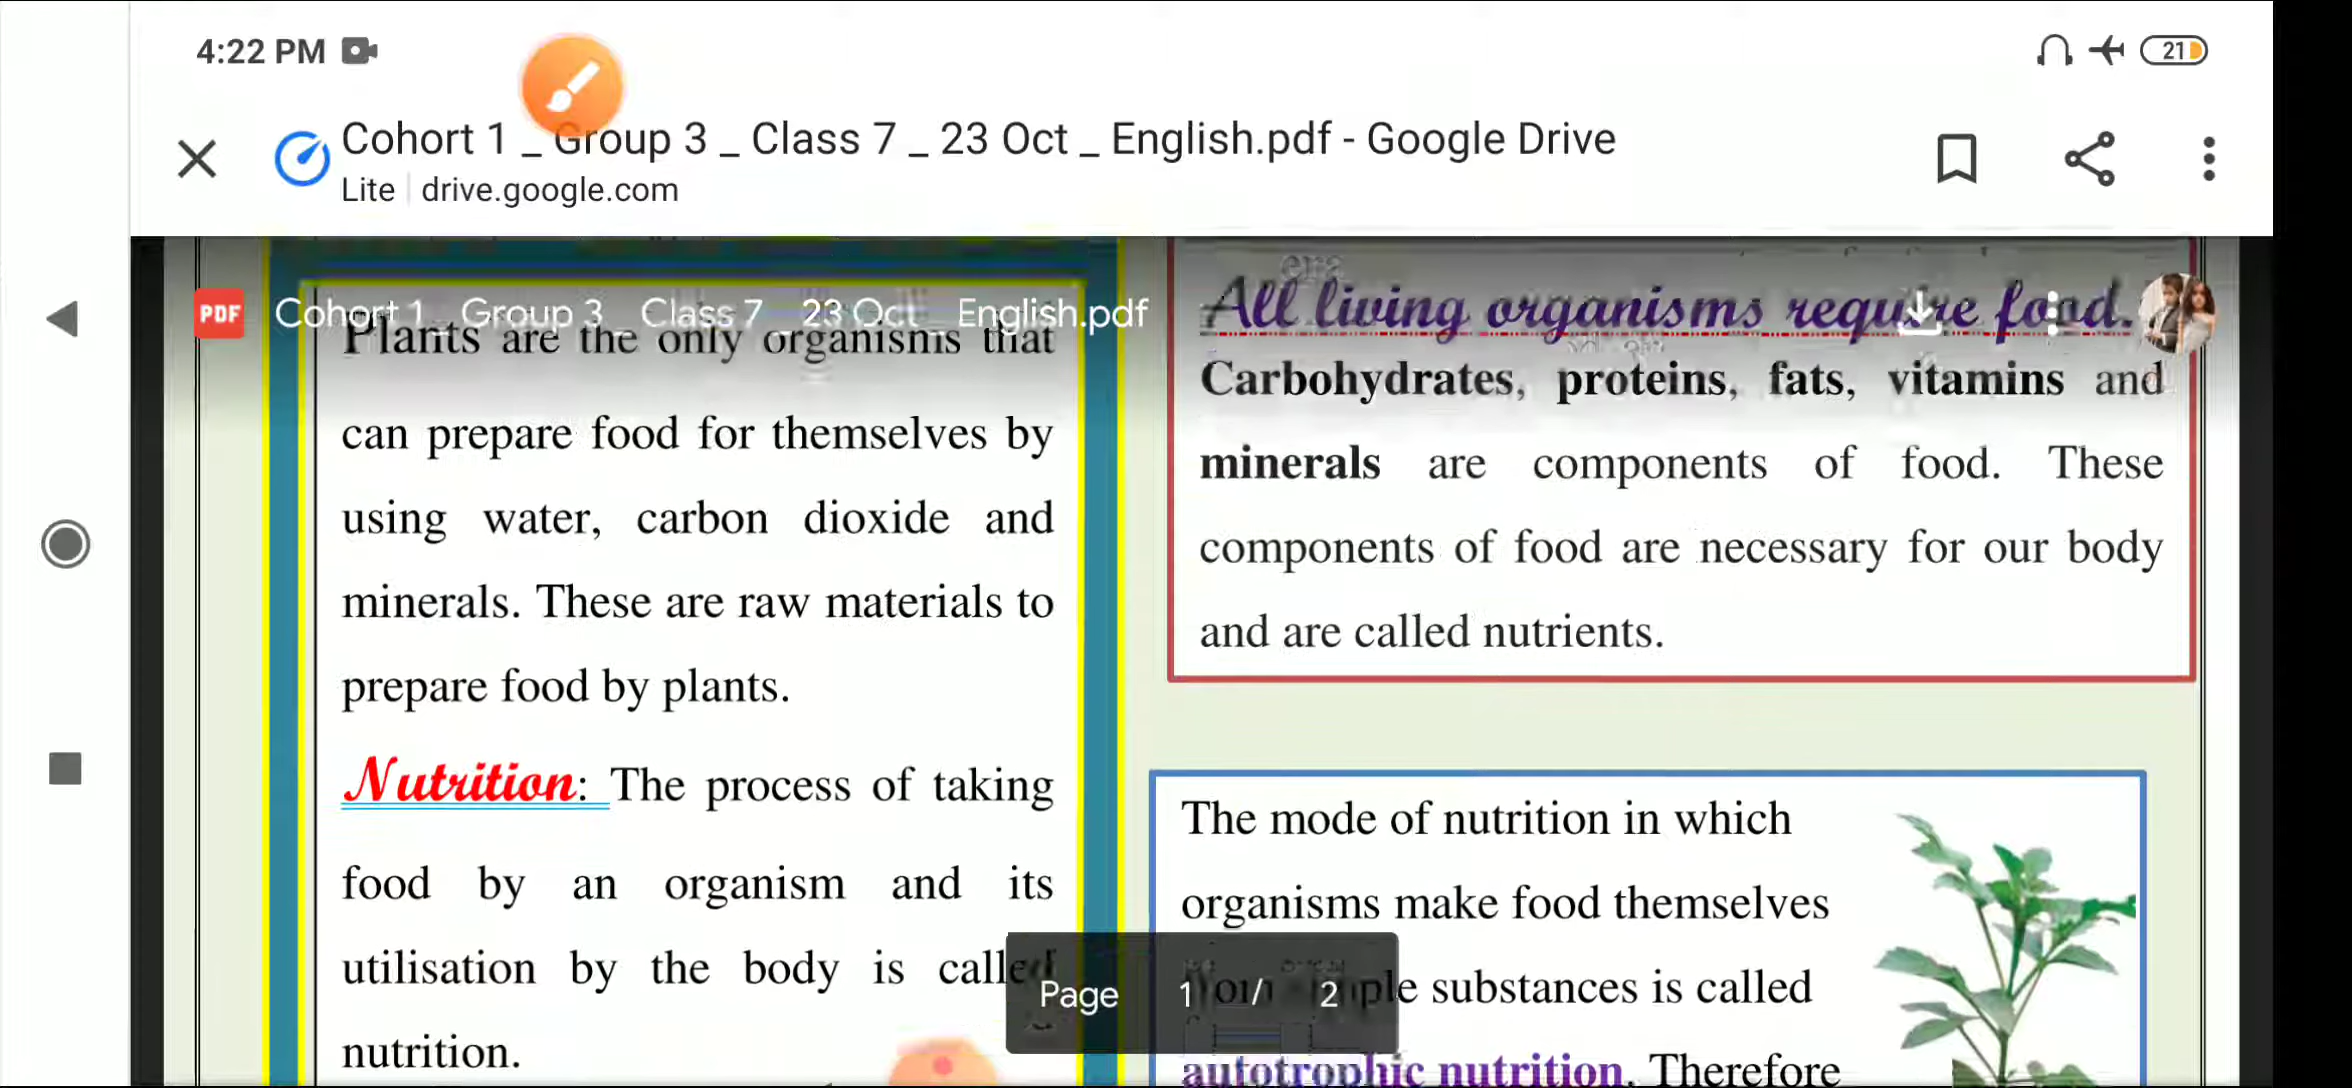 4:22 PM
21
Cohort 1 _ Group 3 _ Class 7 _ 23 Oct _ English.pdf - Google Drive
Lite drive.google.com
PDF Cohort 1 _ Group 3 _ Class 7 _ 23 Oct _ English.pdf
Plants are the only organisms that
can prepare food for themselves by
using water, carbon dioxide and
minerals. These are raw materials to
prepare food by plants.
Nutrition: The process of taking
food by an organism and its
utilisation by the body is called
nutrition.
All living organisms require food.
Carbohydrates, proteins, fats, vitamins and
minerals are components of food. These
components of food are necessary for our body
and are called nutrients.
The mode of nutrition in which
organisms make food themselves
substances is called
autotrophic nutrition. Therefore
Page 1 / 2